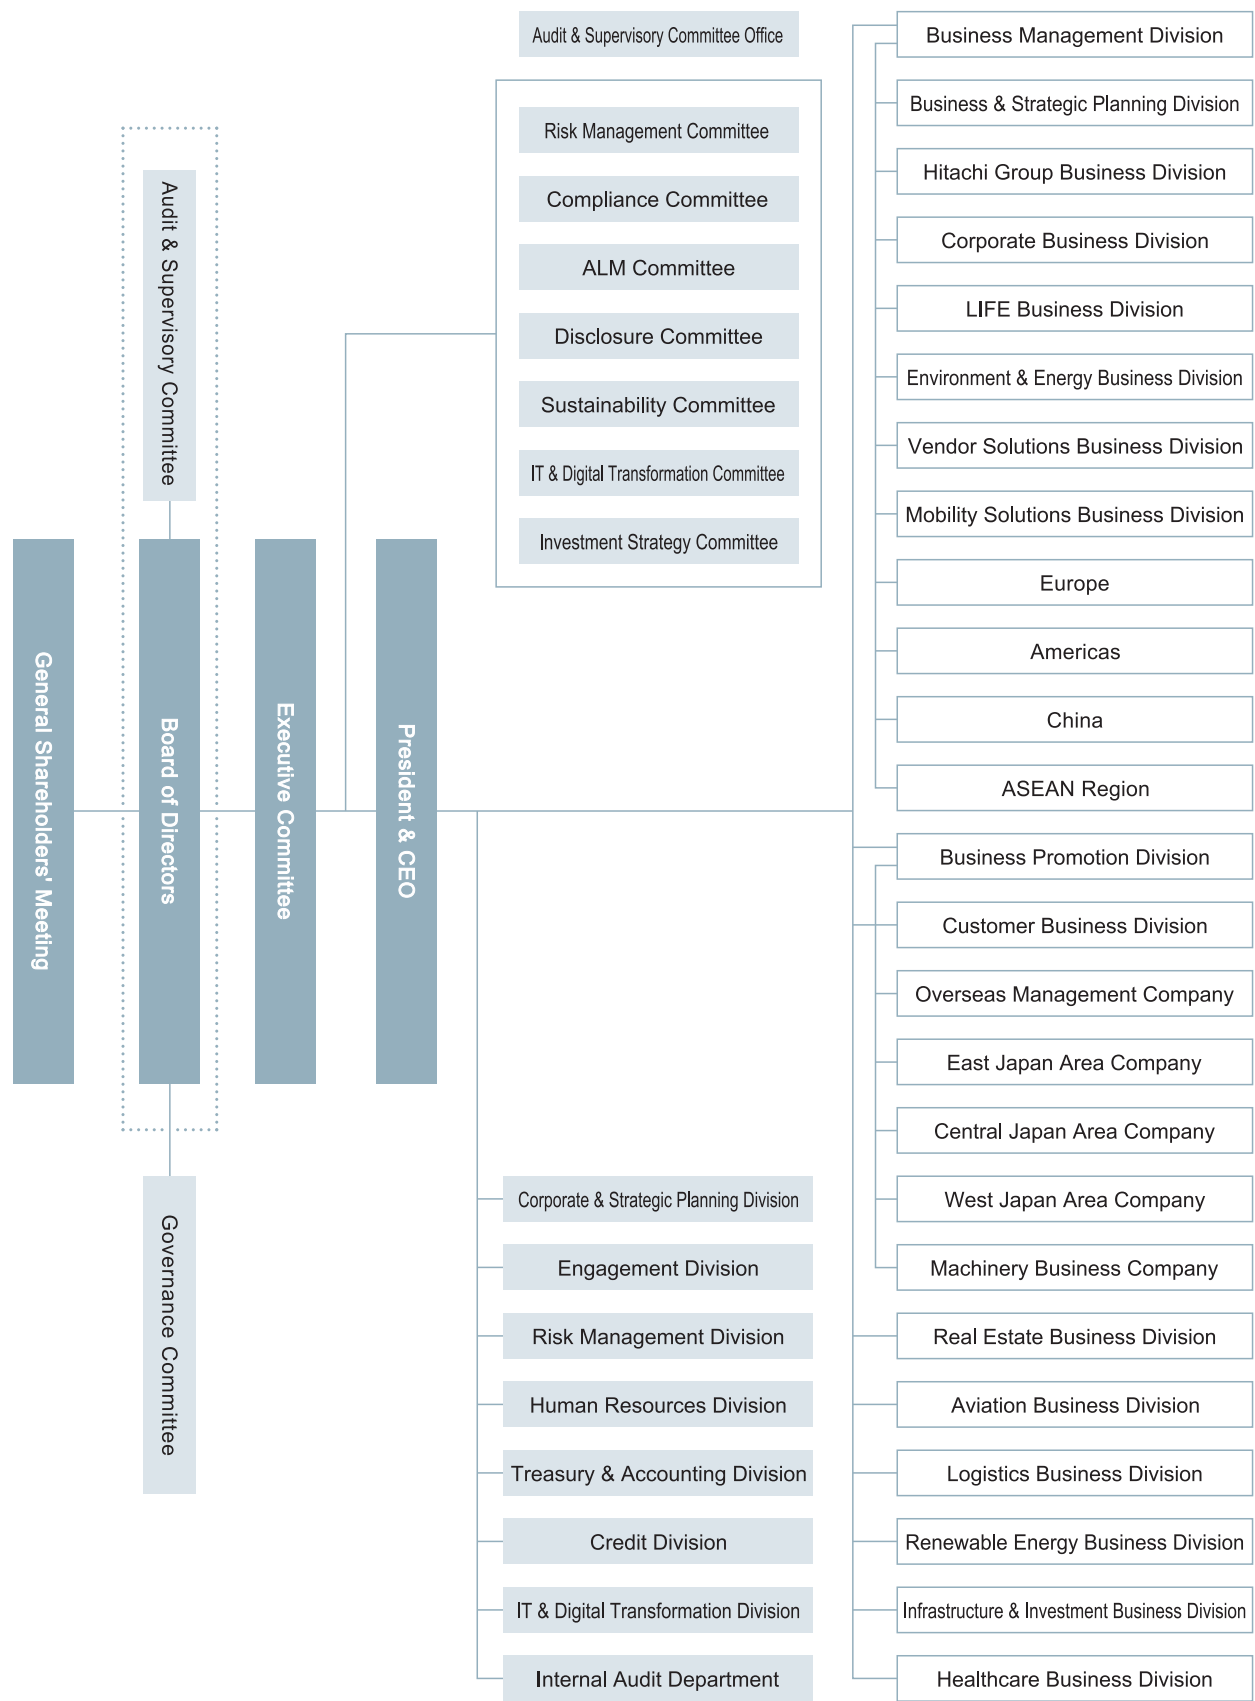 General Shareholders' Meeting
Audit & Supervisory Committee
Board of Directors
Governance Committee
Executive Committee
President & CEO
Audit & Supervisory Committee Office
Risk Management Committee
Compliance Committee
ALM Committee
Disclosure Committee
Sustainability Committee
IT & Digital Transformation Committee
Investment Strategy Committee
Corporate & Strategic Planning Division
Engagement Division
Risk Management Division
Human Resources Division
Treasury & Accounting Division
Credit Division
IT & Digital Transformation Division
Internal Audit Department
Business Management Division
Business & Strategic Planning Division
Hitachi Group Business Division
Corporate Business Division
LIFE Business Division
Environment & Energy Business Division
Vendor Solutions Business Division
Mobility Solutions Business Division
Europe
Americas
China
ASEAN Region
Business Promotion Division
Customer Business Division
Overseas Management Company
East Japan Area Company
Central Japan Area Company
West Japan Area Company
Machinery Business Company
Real Estate Business Division
Aviation Business Division
Logistics Business Division
Renewable Energy Business Division
Infrastructure & Investment Business Division
Healthcare Business Division